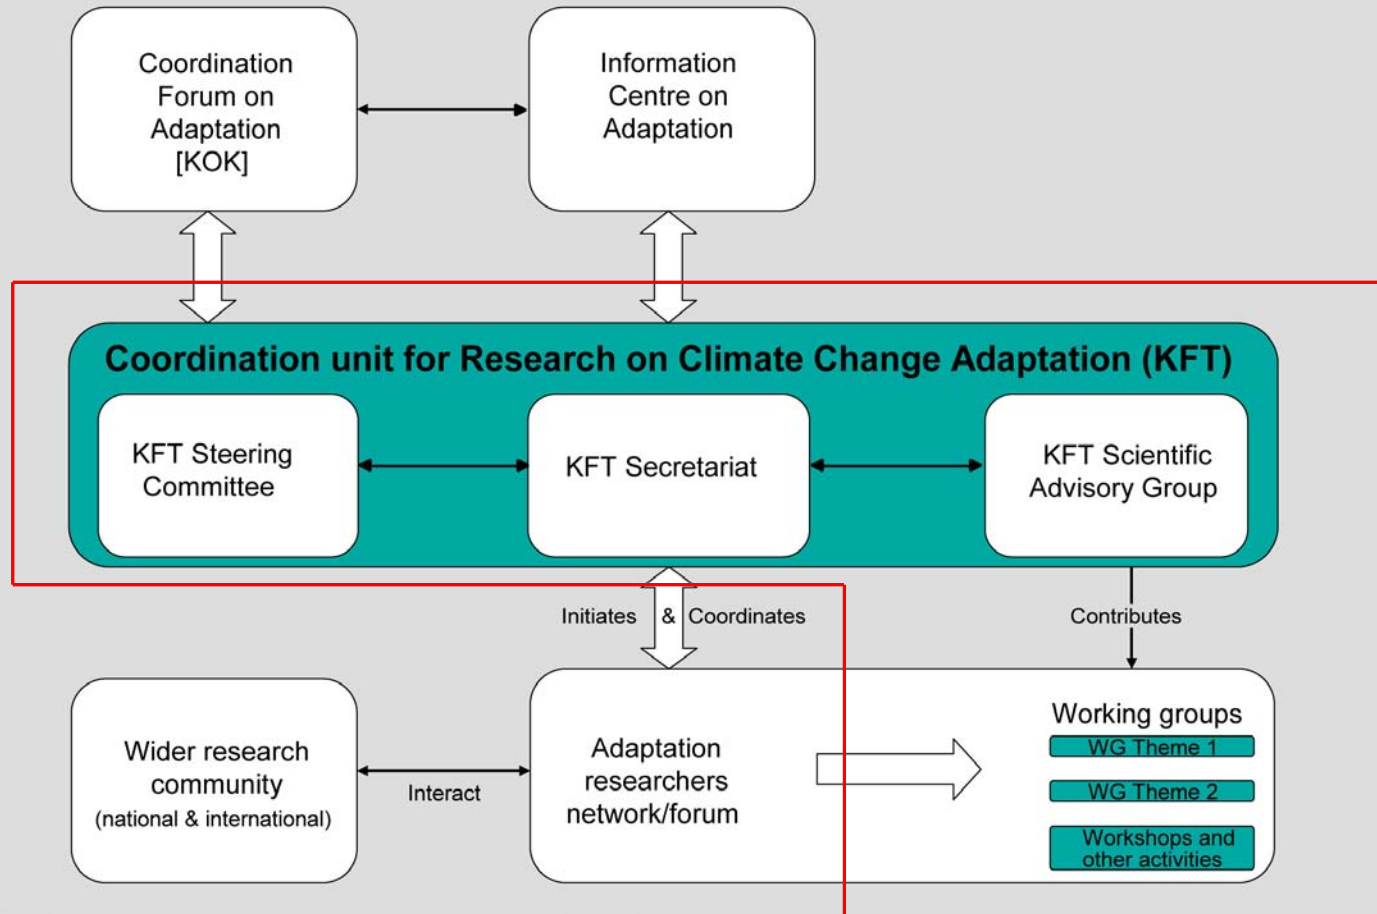 Coordination
Forum on
Adaptation
[KOK]
Information
Centre on
Adaptation
Coordination unit for Research on Climate Change Adaptation (KFT)
KFT Steering
Committee
KFT Secretariat
KFT Scientific
Advisory Group
Initiates & Coordinates
Contributes
Wider research
community
(national & international)
Interact
Adaptation
researchers
network/forum
Working groups
WG Theme 1
WG Theme 2
Workshops and
other activities